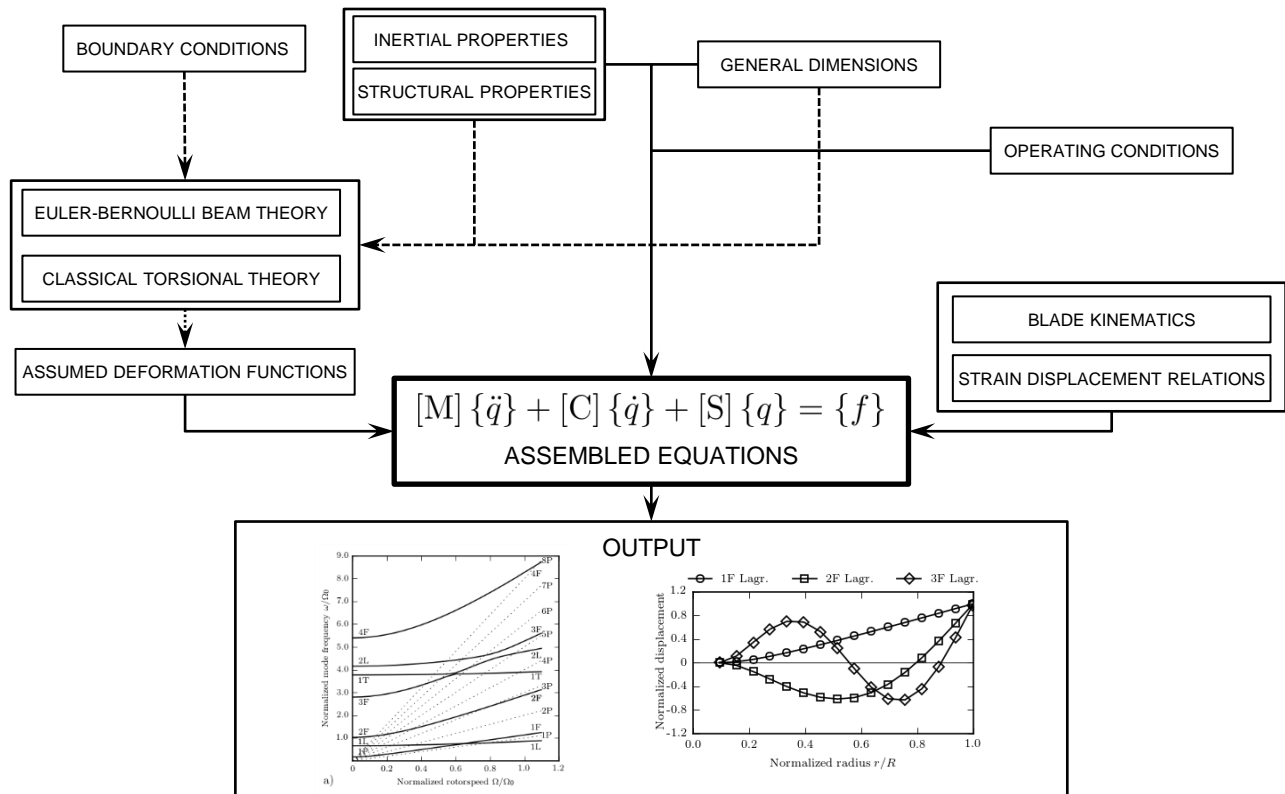 BOUNDARY CONDITIONS
INERTIAL PROPERTIES
STRUCTURAL PROPERTIES
GENERAL DIMENSIONS
OPERATING CONDITIONS
EULER-BERNOULLI BEAM THEORY
CLASSICAL TORSIONAL THEORY
ASSUMED DEFORMATION FUNCTIONS
BLADE KINEMATICS
STRAIN DISPLACEMENT RELATIONS
[M] {q̈} + [C] {q̇} + [S] {q} = {f}
ASSEMBLED EQUATIONS
OUTPUT
Normalized mode frequency ω/Ω₀
9.0
8.0
7.0
6.0
5.0
4.0
3.0
2.0
1.0
4F
2L
1T
3F
2F
1L
1F
8P
4F
7P
6P
3F
5P
2L
4P
1T
3P
2F
2P
1F
1P
1L
0.0
0.2
0.4
0.6
0.8
1.0
1.2
Normalized rotorspeed Ω/Ω₀
a)
1F Lagr.
2F Lagr.
3F Lagr.
Normalized displacement
1.2
0.8
0.4
0
-0.4
-0.8
-1.2
0.0
0.2
0.4
0.6
0.8
1.0
Normalized radius r/R